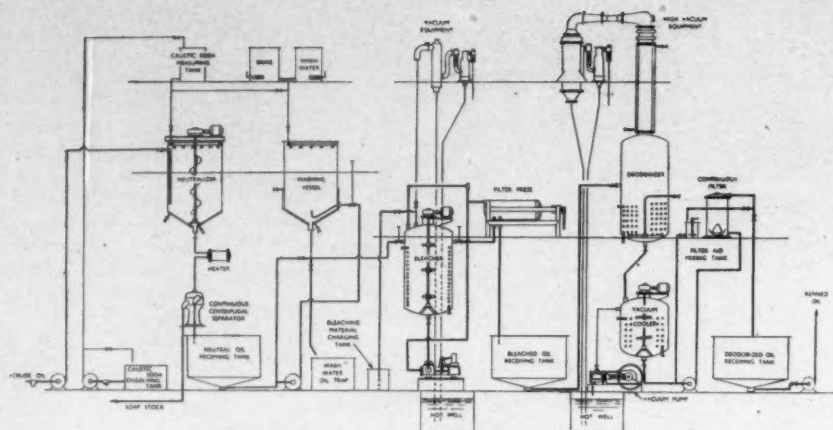 CAUSTIC SODA
MEASURING
TANK
BRINE
WASH
WATER
VACUUM
EQUIPMENT
HIGH VACUUM
EQUIPMENT
NEUTRALIZER
WASHING
VESSEL
FILTER PRESS
DEODORIZER
CONTINUOUS
FILTER
BLEACHER
HEATER
FILTER AND
MIXING TANK
CONTINUOUS
CENTRIFUGAL
SEPARATOR
VACUUM
COOLER
REFINED
OIL
BLEACHING
MATERIAL
CHARGING
TANK
NEUTRAL OIL
RECEIVING TANK
BLEACHED OIL
RECEIVING TANK
DEODORIZED OIL
RECEIVING TANK
CRUDE OIL
CAUSTIC
SODA
DISSOLVING
TANK
WASH
WATER
OIL TRAP
SOAP STOCK
HOT WELL
HOT WELL
VACUUM PUMP